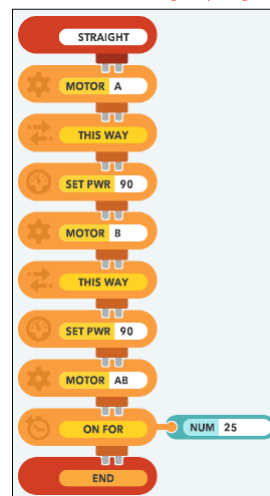 STRAIGHT
MOTOR A
THIS WAY
SET PWR 90
MOTOR B
THIS WAY
SET PWR 90
MOTOR AB
ON FOR NUM 25
END